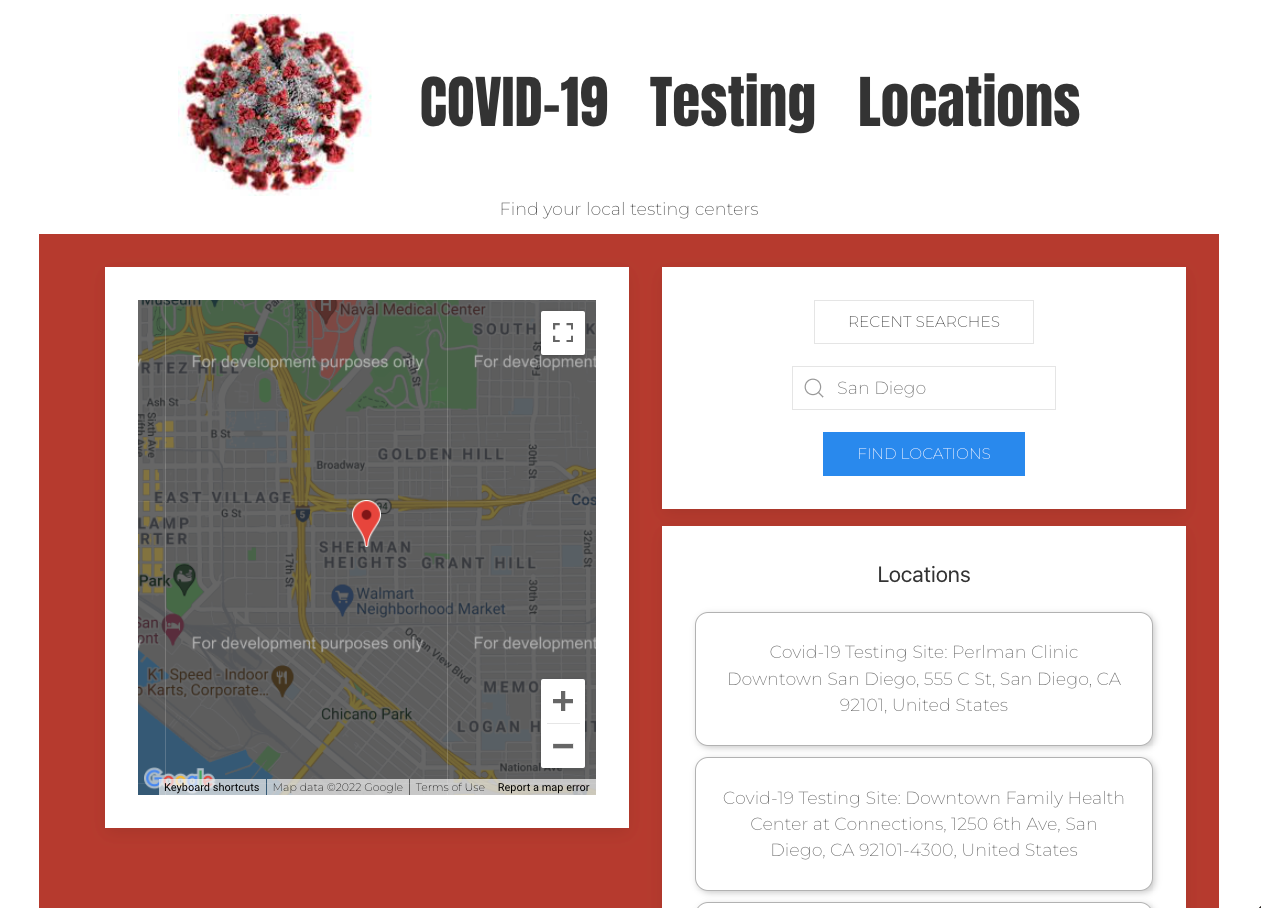 COVID-19 Testing Locations
Find your local testing centers
Naval Medical Center
SOUTH
5
For development purposes only
For development
RTEZ HILL
Ash St
Sixth Ave
Fifth Ave
B St
GOLDEN HILL
30th St
Broadway
EAST VILLAGE
G St
5
94
Cos
LAMP
RTER
SHERMAN
HEIGHTS
GRANT HILL
17th St
32nd St
Park
Walmart
Neighborhood Market
30th St
San
ont
For development purposes only
For development
Ocean View Blvd
K1 Speed - Indoor
o Karts, Corporate...
MEMO
Chicano Park
LOGAN H
National Ave
Google
Keyboard shortcuts
Map data ©2022 Google
Terms of Use
Report a map error
RECENT SEARCHES
San Diego
FIND LOCATIONS
Locations
Covid-19 Testing Site: Perlman Clinic
Downtown San Diego, 555 C St, San Diego, CA
92101, United States
Covid-19 Testing Site: Downtown Family Health
Center at Connections, 1250 6th Ave, San
Diego, CA 92101-4300, United States